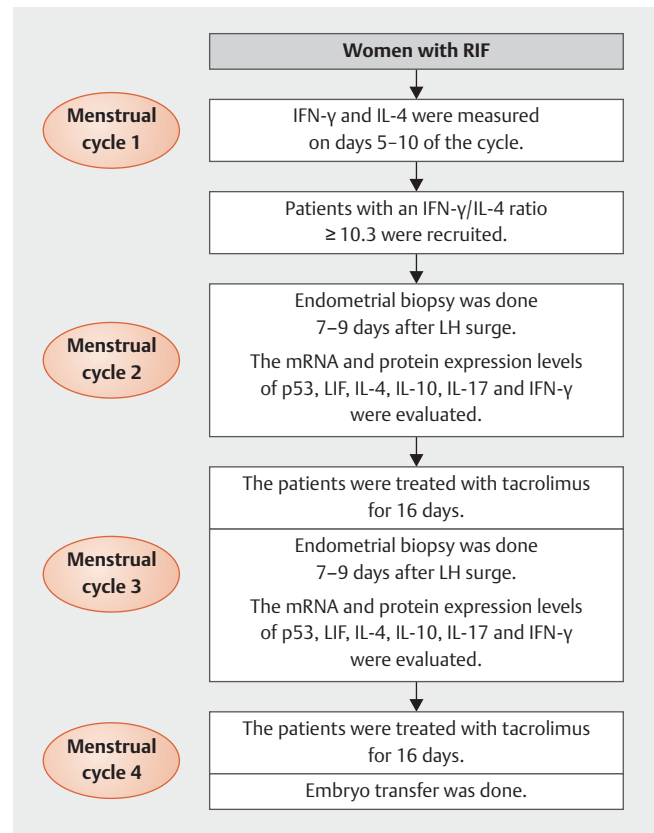 Women with RIF
Menstrual
cycle 1
IFN-γ and IL-4 were measured
on days 5–10 of the cycle.
Patients with an IFN-γ/IL-4 ratio
≥ 10.3 were recruited.
Menstrual
cycle 2
Endometrial biopsy was done
7–9 days after LH surge.
The mRNA and protein expression levels
of p53, LIF, IL-4, IL-10, IL-17 and IFN-γ
were evaluated.
Menstrual
cycle 3
The patients were treated with tacrolimus
for 16 days.
Endometrial biopsy was done
7–9 days after LH surge.
The mRNA and protein expression levels
of p53, LIF, IL-4, IL-10, IL-17 and IFN-γ
were evaluated.
Menstrual
cycle 4
The patients were treated with tacrolimus
for 16 days.
Embryo transfer was done.